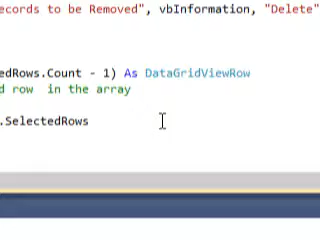 ecords to be Removed", vbInformation, "Delete"
edRows.Count - 1) As DataGridViewRow
d row  in the array
.SelectedRows